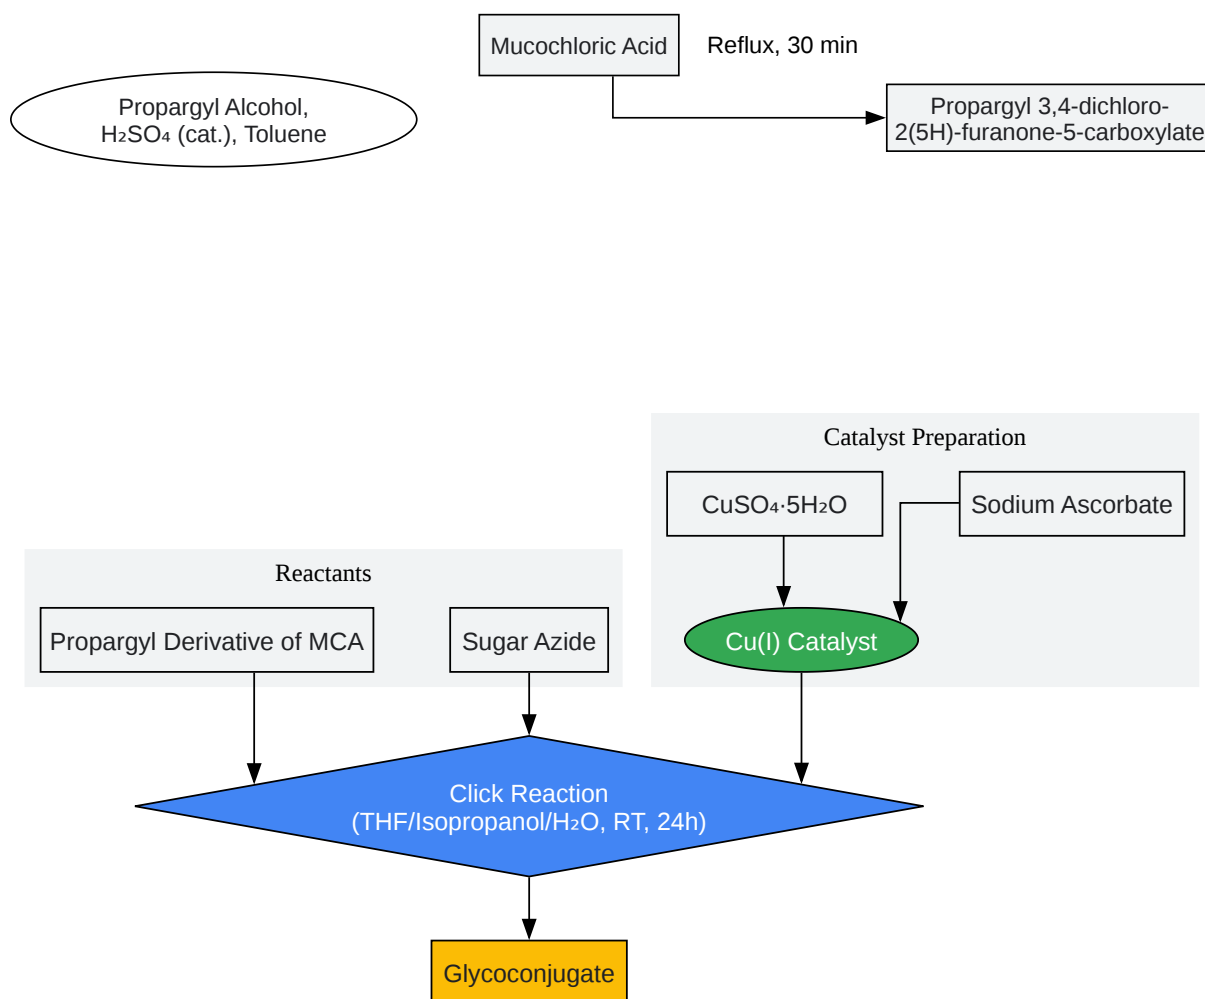 Mucochloric Acid
Reflux, 30 min
Propargyl Alcohol,
H₂SO₄ (cat.), Toluene
Propargyl 3,4-dichloro-
2(5H)-furanone-5-carboxylate
Catalyst Preparation
CuSO₄·5H₂O
Sodium Ascorbate
Reactants
Propargyl Derivative of MCA
Sugar Azide
Cu(I) Catalyst
Click Reaction
(THF/Isopropanol/H₂O, RT, 24h)
Glycoconjugate